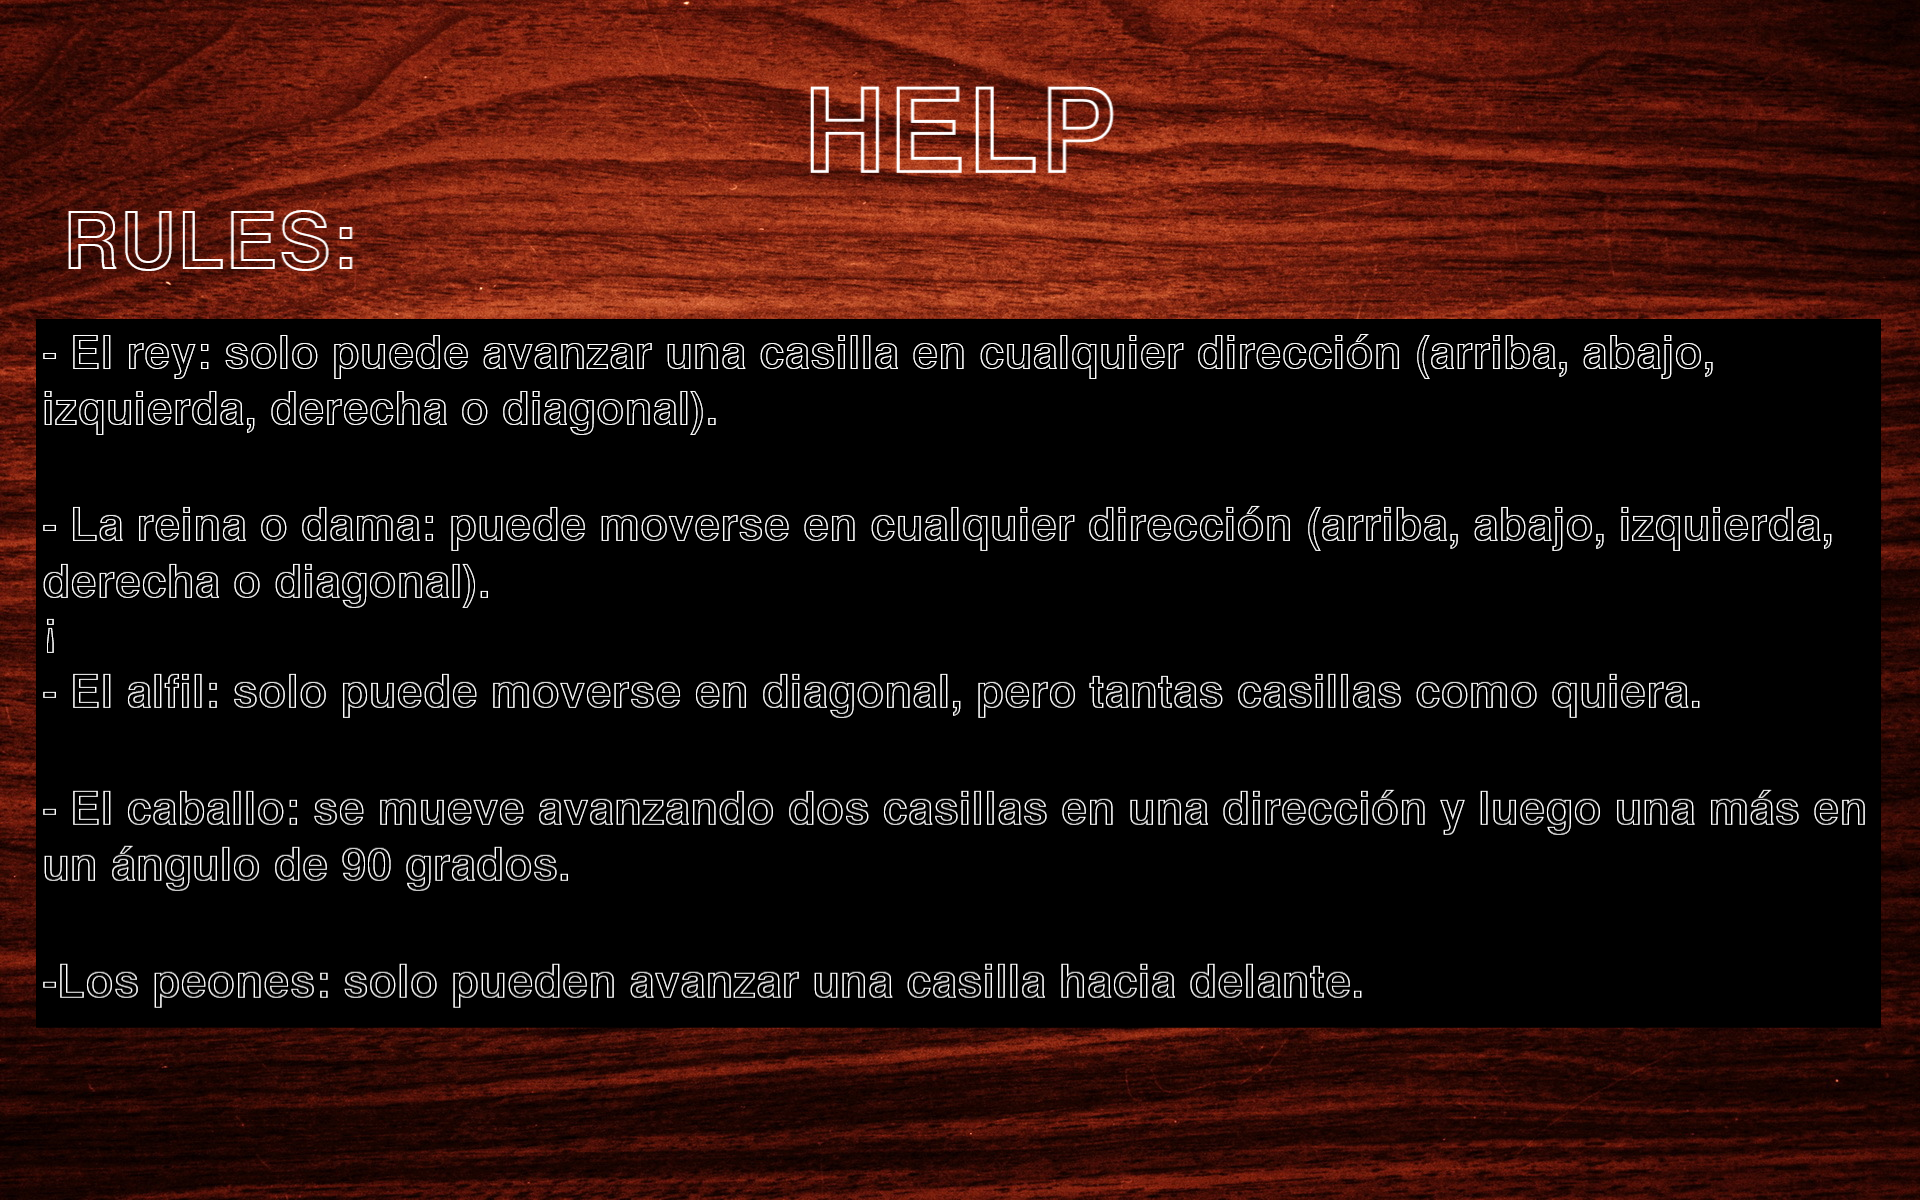 HELP
RULES:
- El rey: solo puede avanzar una casilla en cualquier dirección (arriba, abajo,
izquierda, derecha o diagonal).
- La reina o dama: puede moverse en cualquier dirección (arriba, abajo, izquierda,
derecha o diagonal).
¡
- El alfil: solo puede moverse en diagonal, pero tantas casillas como quiera.
- El caballo: se mueve avanzando dos casillas en una dirección y luego una más en
un ángulo de 90 grados.
-Los peones: solo pueden avanzar una casilla hacia delante.